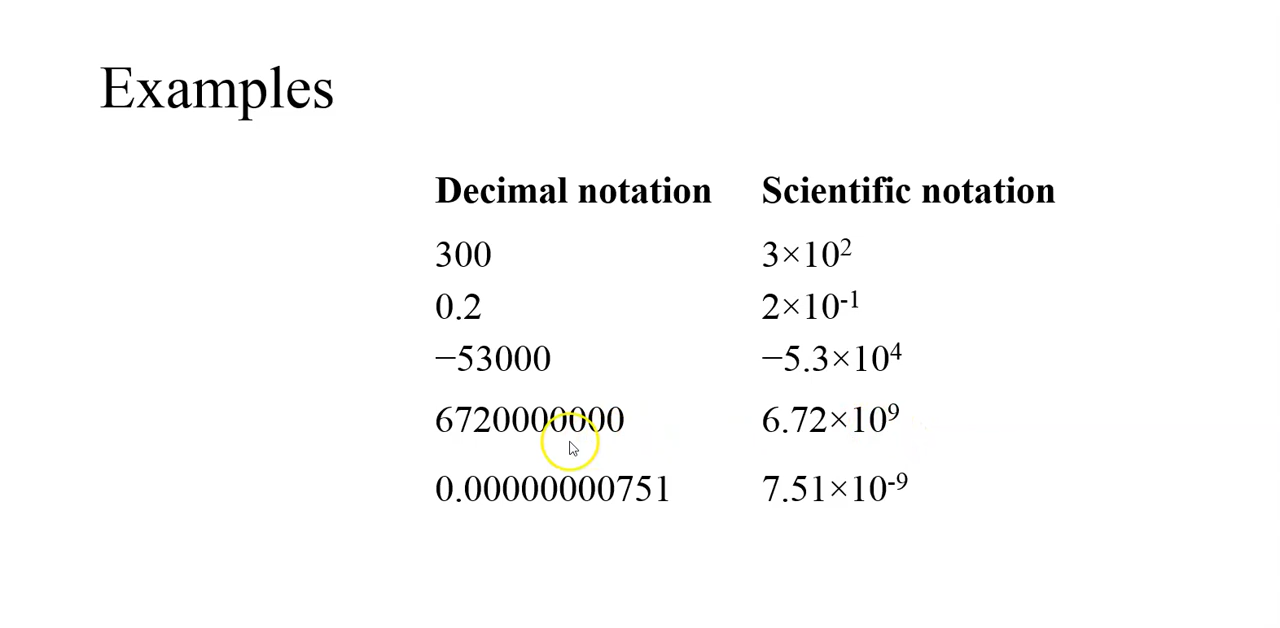 Examples
Decimal notation Scientific notation
300 3×10²
0.2 2×10⁻¹
−53000 −5.3×10⁴
6720000000 6.72×10⁹
0.00000000751 7.51×10⁻⁹